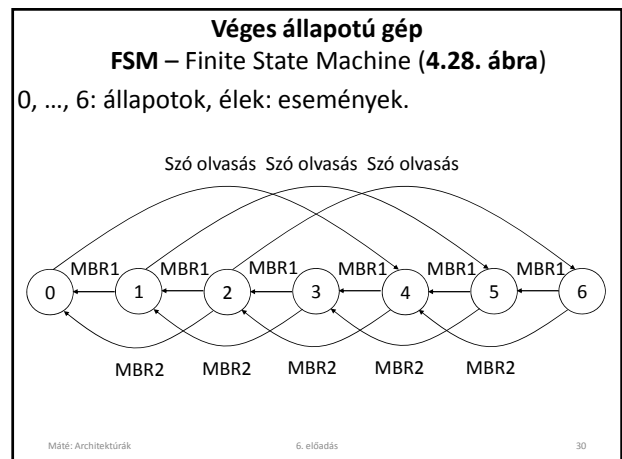 Véges állapotú gép
FSM – Finite State Machine (4.28. ábra)
0, …, 6: állapotok, élek: események.
Szó olvasás Szó olvasás Szó olvasás
MBR1 MBR1 MBR1 MBR1 MBR1 MBR1
0 1 2 3 4 5 6
MBR2 MBR2 MBR2 MBR2 MBR2
Máté: Architektúrák 6. előadás 30